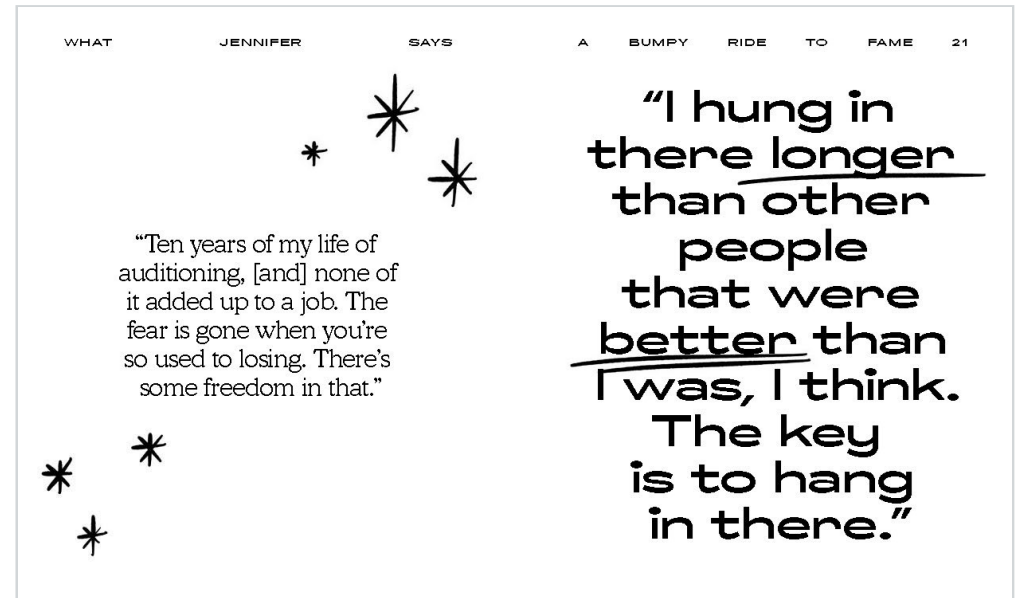 WHAT JENNIFER SAYS
A BUMPY RIDE TO FAME 21
“Ten years of my life of
auditioning, [and] none of
it added up to a job. The
fear is gone when you’re
so used to losing. There’s
some freedom in that.”
“I hung in
there longer
than other
people
that were
better than
I was, I think.
The key
is to hang
in there.”